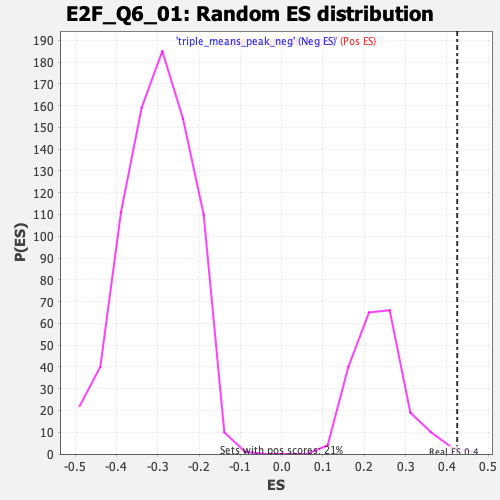 E2F_Q6_01: Random ES distribution
'triple_means_peak_neg' (Neg ES)' (Pos ES)
190
180
170
160
150
140
130
120
110
100
90
80
70
60
50
40
30
20
10
0
P(ES)
Sets with pos scores: 21%
Real ES 0.4
-0.5 -0.4 -0.3 -0.2 -0.1 0.0 0.1 0.2 0.3 0.4 0.5
ES